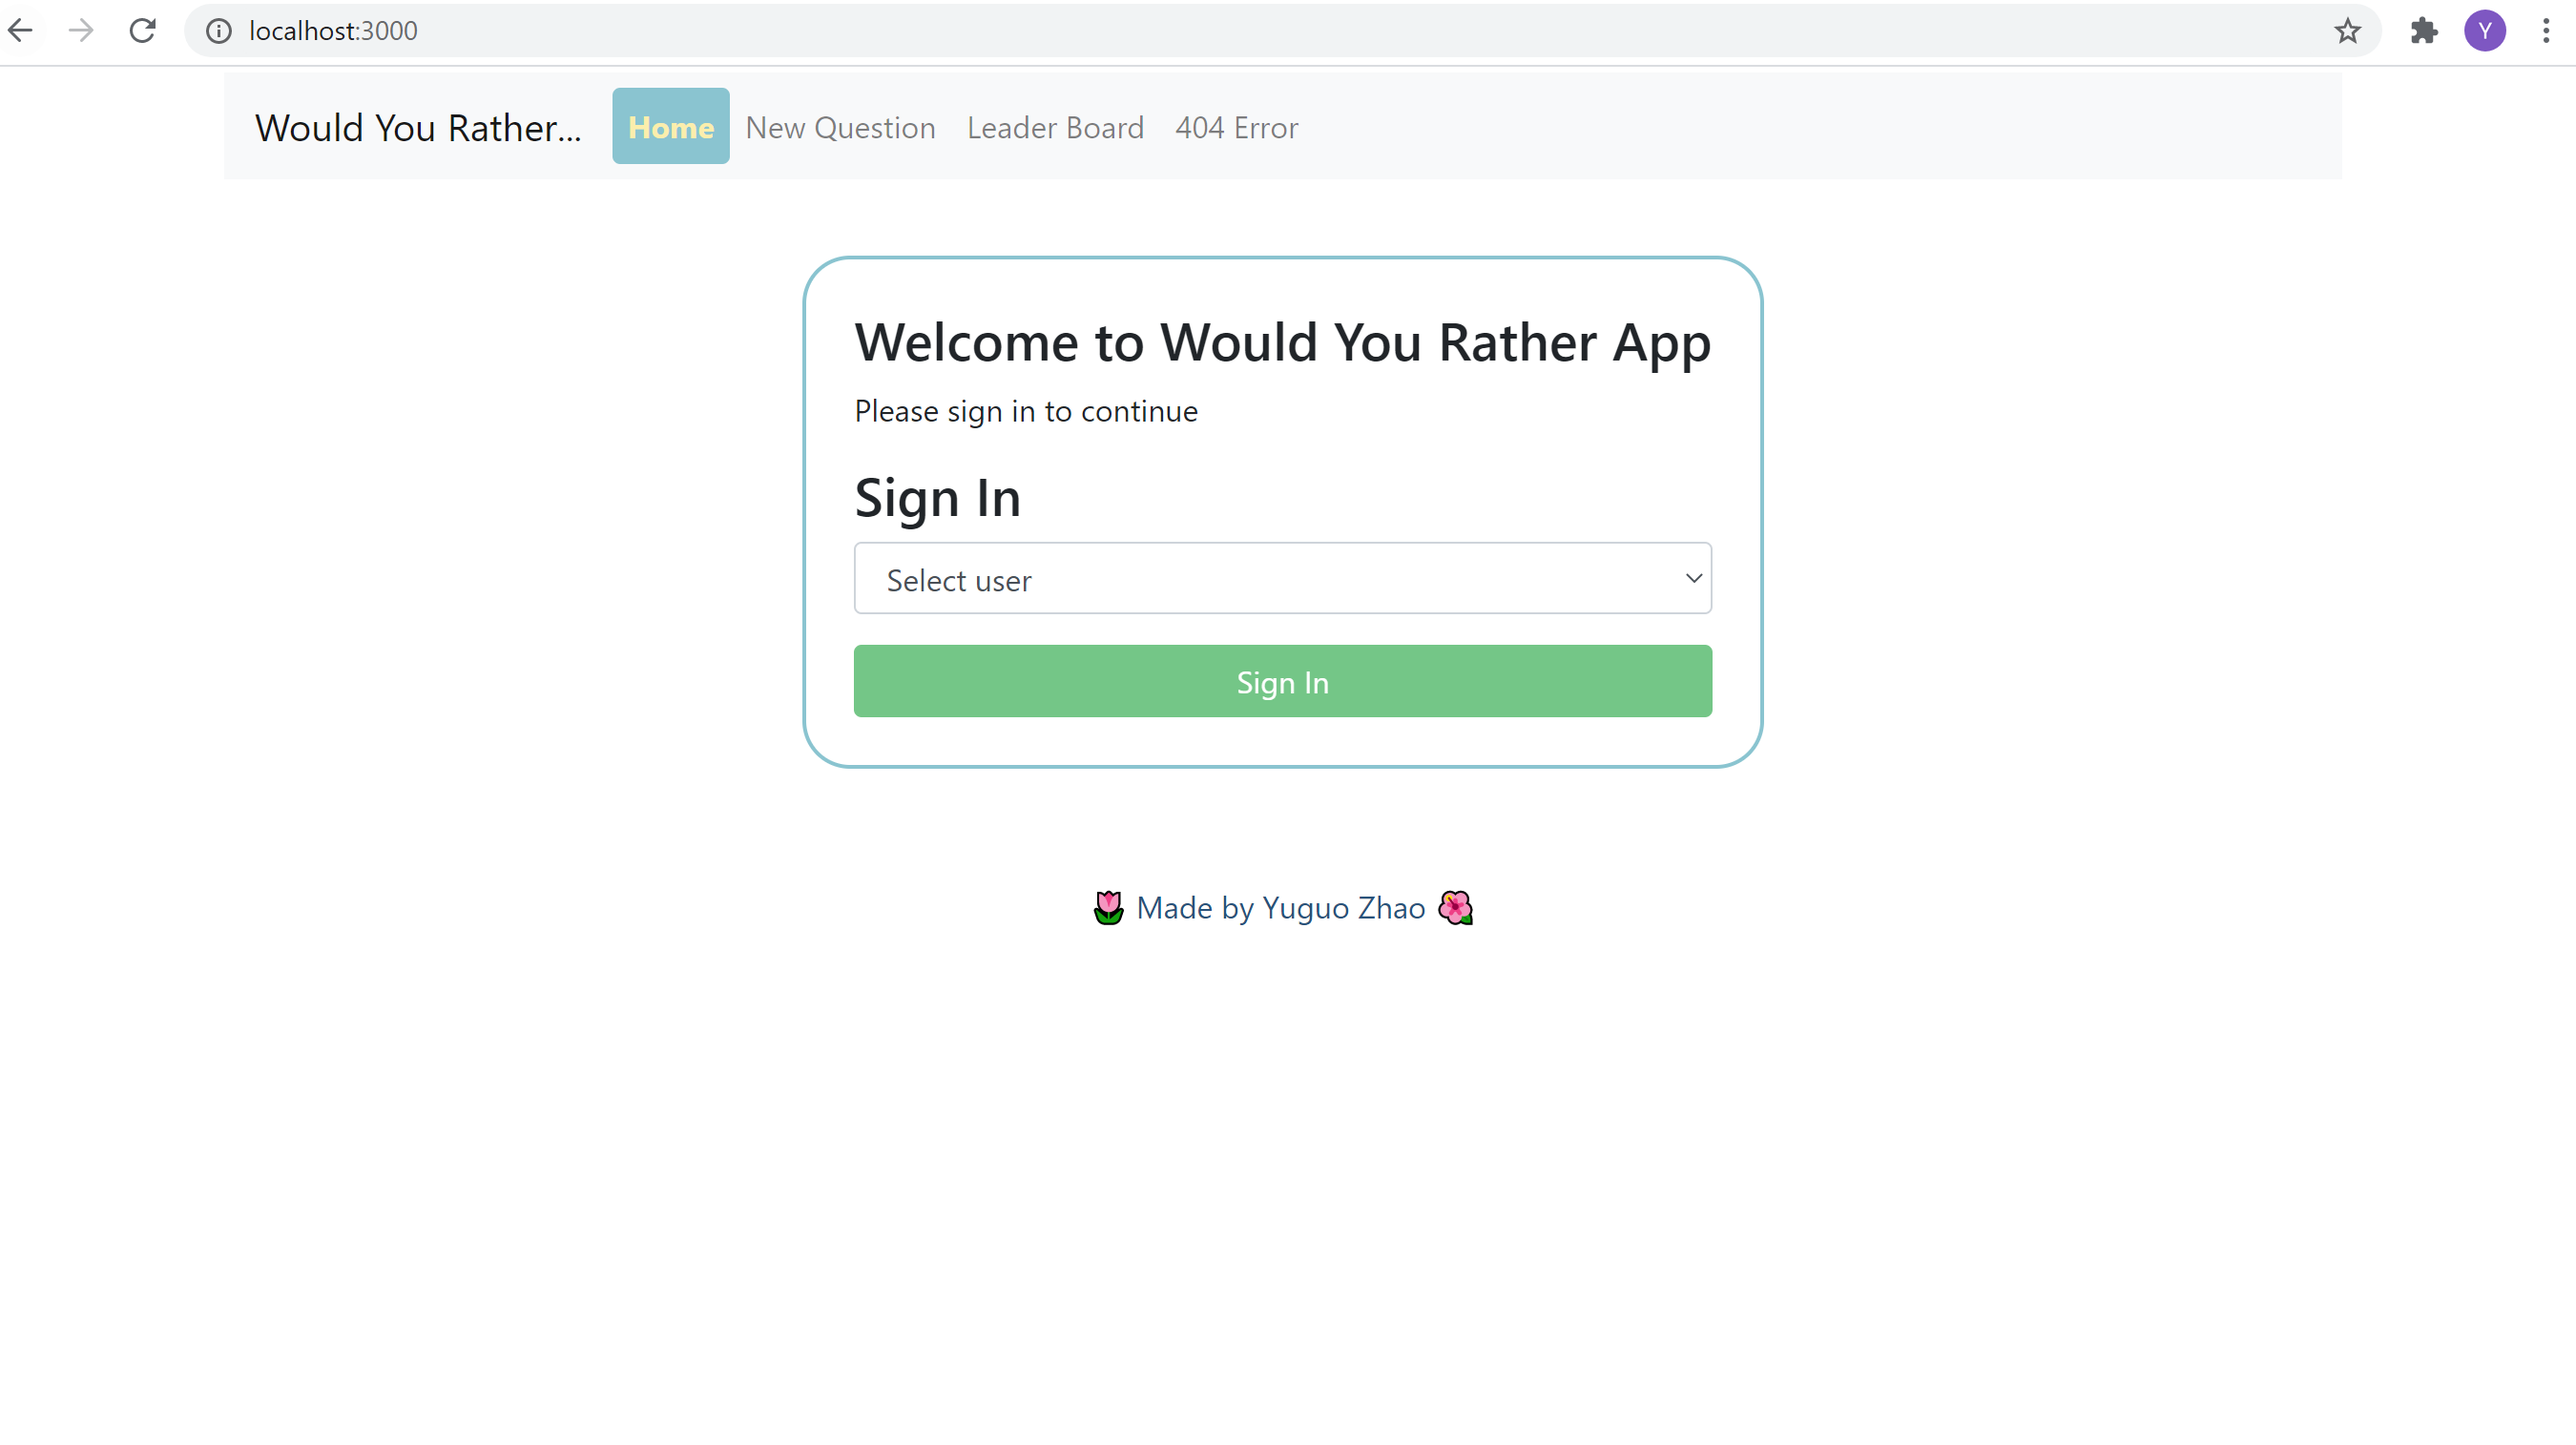 localhost:3000
Y
Would You Rather... Home New Question Leader Board 404 Error
Welcome to Would You Rather App
Please sign in to continue
Sign In
Select user
Sign In
🌷 Made by Yuguo Zhao 🌺